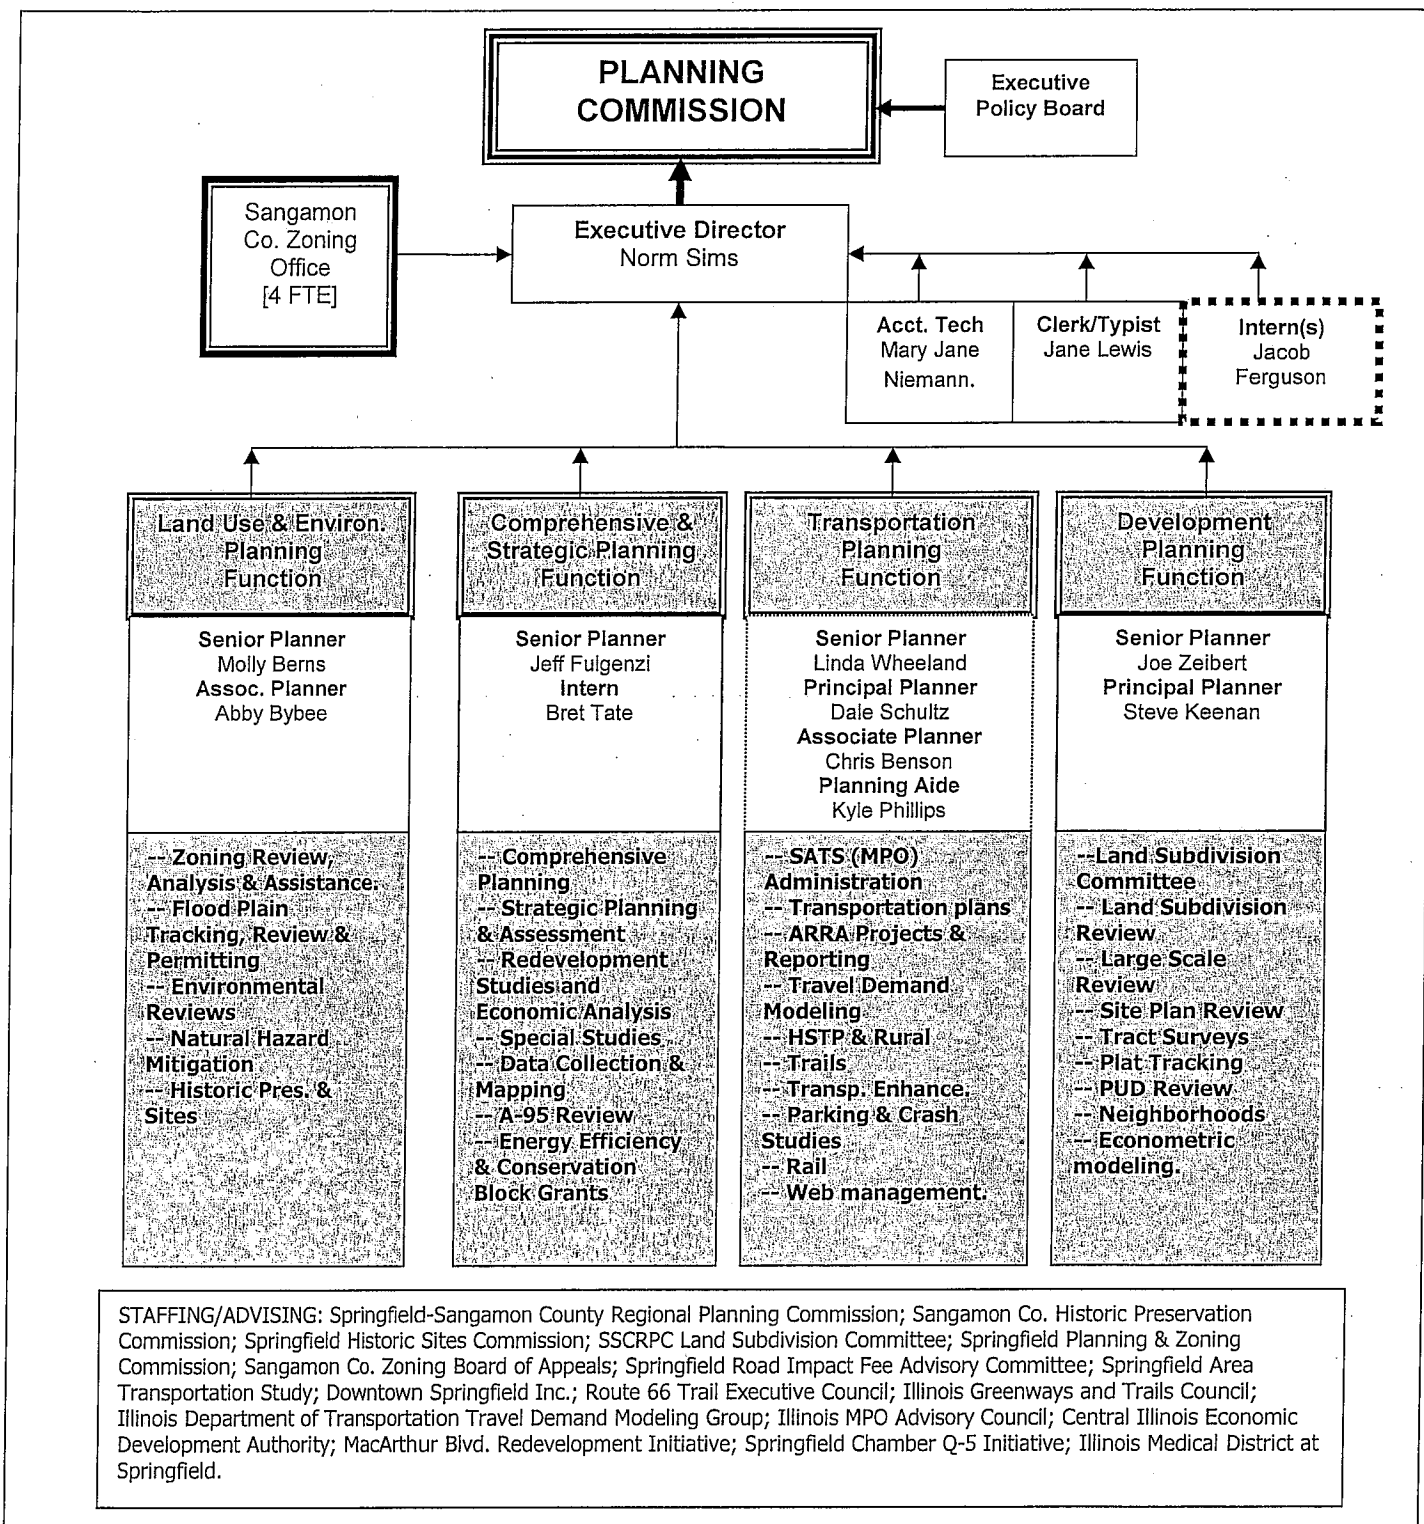 PLANNING
COMMISSION
Executive
Policy Board
Sangamon
Co. Zoning
Office
[4 FTE]
Executive Director
Norm Sims
Acct. Tech
Mary Jane
Niemann.
Clerk/Typist
Jane Lewis
Intern(s)
Jacob
Ferguson
Land Use & Environ.
Planning
Function
Senior Planner
Molly Berns
Assoc. Planner
Abby Bybee
-- Zoning Review,
Analysis & Assistance.
-- Flood Plain
Tracking, Review &
Permitting
-- Environmental
Reviews
-- Natural Hazard
Mitigation
-- Historic Pres. &
Sites
Comprehensive &
Strategic Planning
Function
Senior Planner
Jeff Fulgenzi
Intern
Bret Tate
-- Comprehensive
Planning
-- Strategic Planning
& Assessment
-- Redevelopment
Studies and
Economic Analysis
-- Special Studies
-- Data Collection &
Mapping
-- A-95 Review
-- Energy Efficiency
& Conservation
Block Grants
Transportation
Planning
Function
Senior Planner
Linda Wheeland
Principal Planner
Dale Schultz
Associate Planner
Chris Benson
Planning Aide
Kyle Phillips
-- SATS (MPO)
Administration
-- Transportation plans
-- ARRA Projects &
Reporting
-- Travel Demand
Modeling
-- HSTP & Rural
-- Trails
-- Transp. Enhance.
-- Parking & Crash
Studies
-- Rail
-- Web management.
Development
Planning
Function
Senior Planner
Joe Zeibert
Principal Planner
Steve Keenan
--Land Subdivision
Committee
-- Land Subdivision
Review
-- Large Scale
Review
-- Site Plan Review
-- Tract Surveys
-- Plat Tracking
-- PUD Review
-- Neighborhoods
-- Econometric
modeling.
STAFFING/ADVISING: Springfield-Sangamon County Regional Planning Commission; Sangamon Co. Historic Preservation
Commission; Springfield Historic Sites Commission; SSCRPC Land Subdivision Committee; Springfield Planning & Zoning
Commission; Sangamon Co. Zoning Board of Appeals; Springfield Road Impact Fee Advisory Committee; Springfield Area
Transportation Study; Downtown Springfield Inc.; Route 66 Trail Executive Council; Illinois Greenways and Trails Council;
Illinois Department of Transportation Travel Demand Modeling Group; Illinois MPO Advisory Council; Central Illinois Economic
Development Authority; MacArthur Blvd. Redevelopment Initiative; Springfield Chamber Q-5 Initiative; Illinois Medical District at
Springfield.